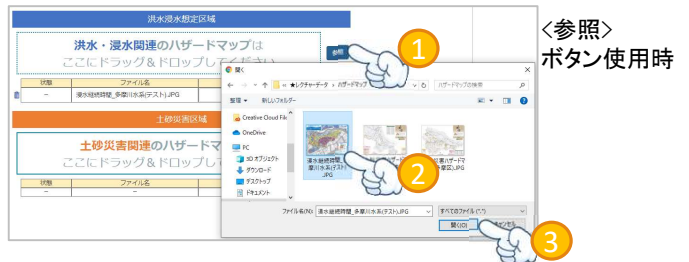 洪水浸水想定区域
洪水・浸水関連のハザードマップは
ここにドラッグ＆ドロップしてください
参照
1
<参照>
ボタン使用時
状態 ファイル名
－ 浸水継続時間_多摩川水系(テスト).JPG
土砂災害区域
土砂災害関連のハザードマ
ここにドラッグ＆ドロップして
状態 ファイル名
－ －
開く
★レクチャーデータ › ハザードマップ
ハザードマップの検索
整理 新しいフォルダー
Creative Cloud File
OneDrive
PC
3D オブジェクト
ダウンロード
デスクトップ
ドキュメント
浸水継続時間_
摩川水系(テスト)
.JPG
2
ファイル名(N): 浸水継続時間_多摩川水系(テスト).JPG
すべてのファイル (*.*)
開く(O) キャンセル
3